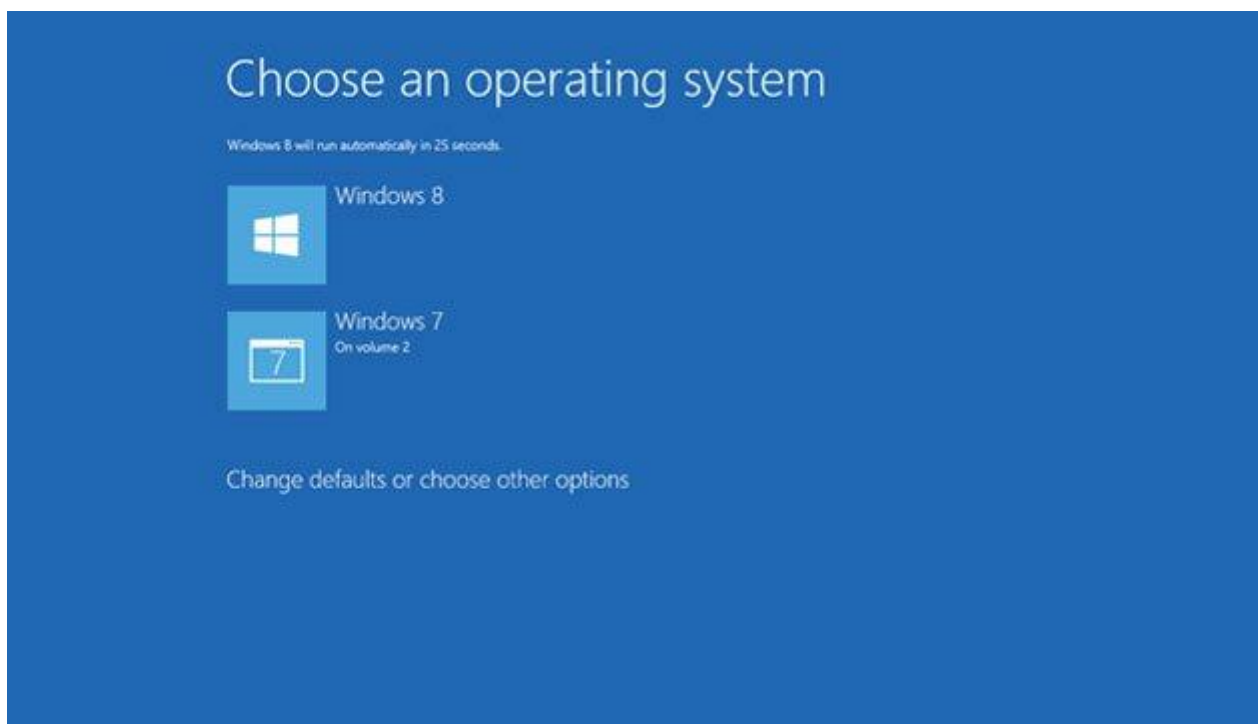 Choose an operating system
Windows 8 will run automatically in 25 seconds.
Windows 8
Windows 7
On volume 2
7
Change defaults or choose other options